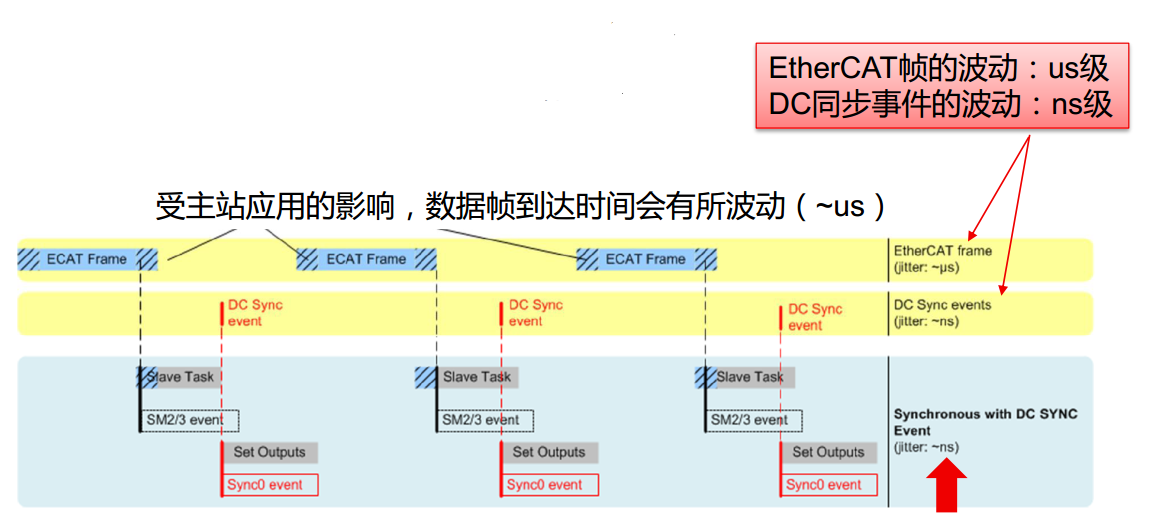 EtherCAT帧的波动：us级
DC同步事件的波动：ns级
受主站应用的影响，数据帧到达时间会有所波动（~us）
ECAT Frame
ECAT Frame
ECAT Frame
EtherCAT frame
(jitter: ~µs)
DC Sync
event
DC Sync
event
DC Sync
event
DC Sync events
(jitter: ~ns)
Slave Task
Slave Task
Slave Task
SM2/3 event
SM2/3 event
SM2/3 event
Synchronous with DC SYNC
Event
(jitter: ~ns)
Set Outputs
Set Outputs
Set Outputs
Sync0 event
Sync0 event
Sync0 event